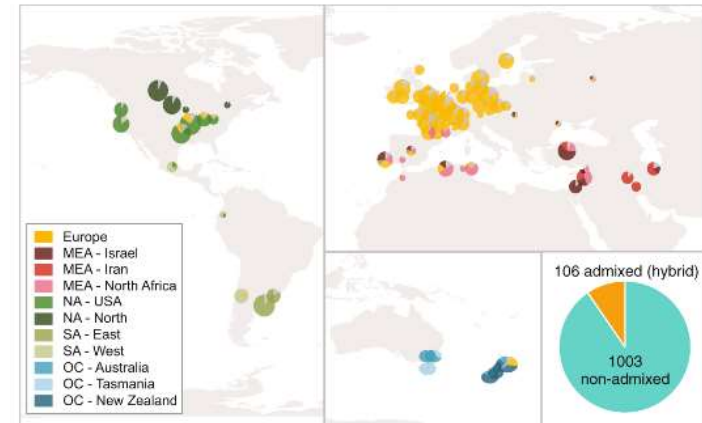 Europe
MEA - Israel
MEA - Iran
MEA - North Africa
NA - USA
NA - North
SA - East
SA - West
OC - Australia
OC - Tasmania
OC - New Zealand
106 admixed (hybrid)
1003
non-admixed